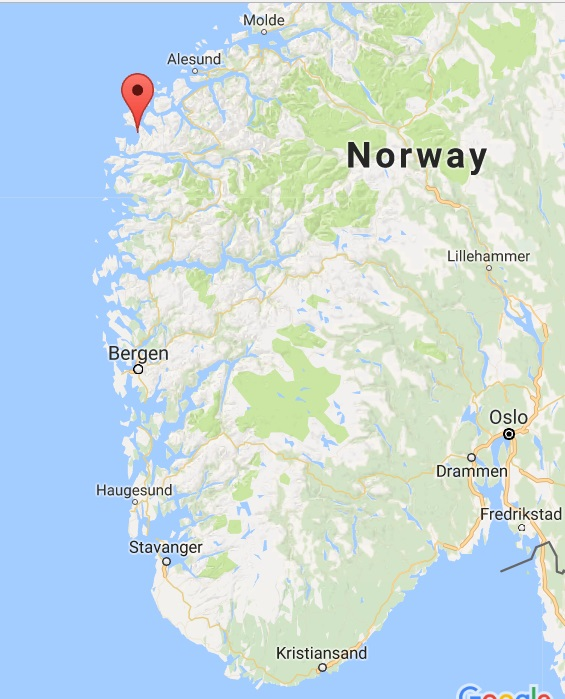 Molde
Alesund
Norway
Lillehammer
Bergen
Oslo
Drammen
Haugesund
Fredrikstad
Stavanger
Kristiansand
Google